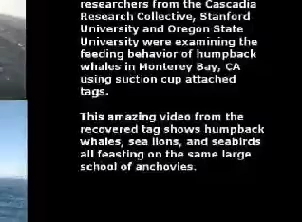 researchers from the Cascadia
Research Collective, Stanford
University and Oregon State
University were examining the
feeding behavior of humpback
whales in Monterey Bay, CA
using suction cup attached
tags.
This amazing video from the
recovered tag shows humpback
whales, sea lions, and seabirds
all feasting on the same large
school of anchovies.